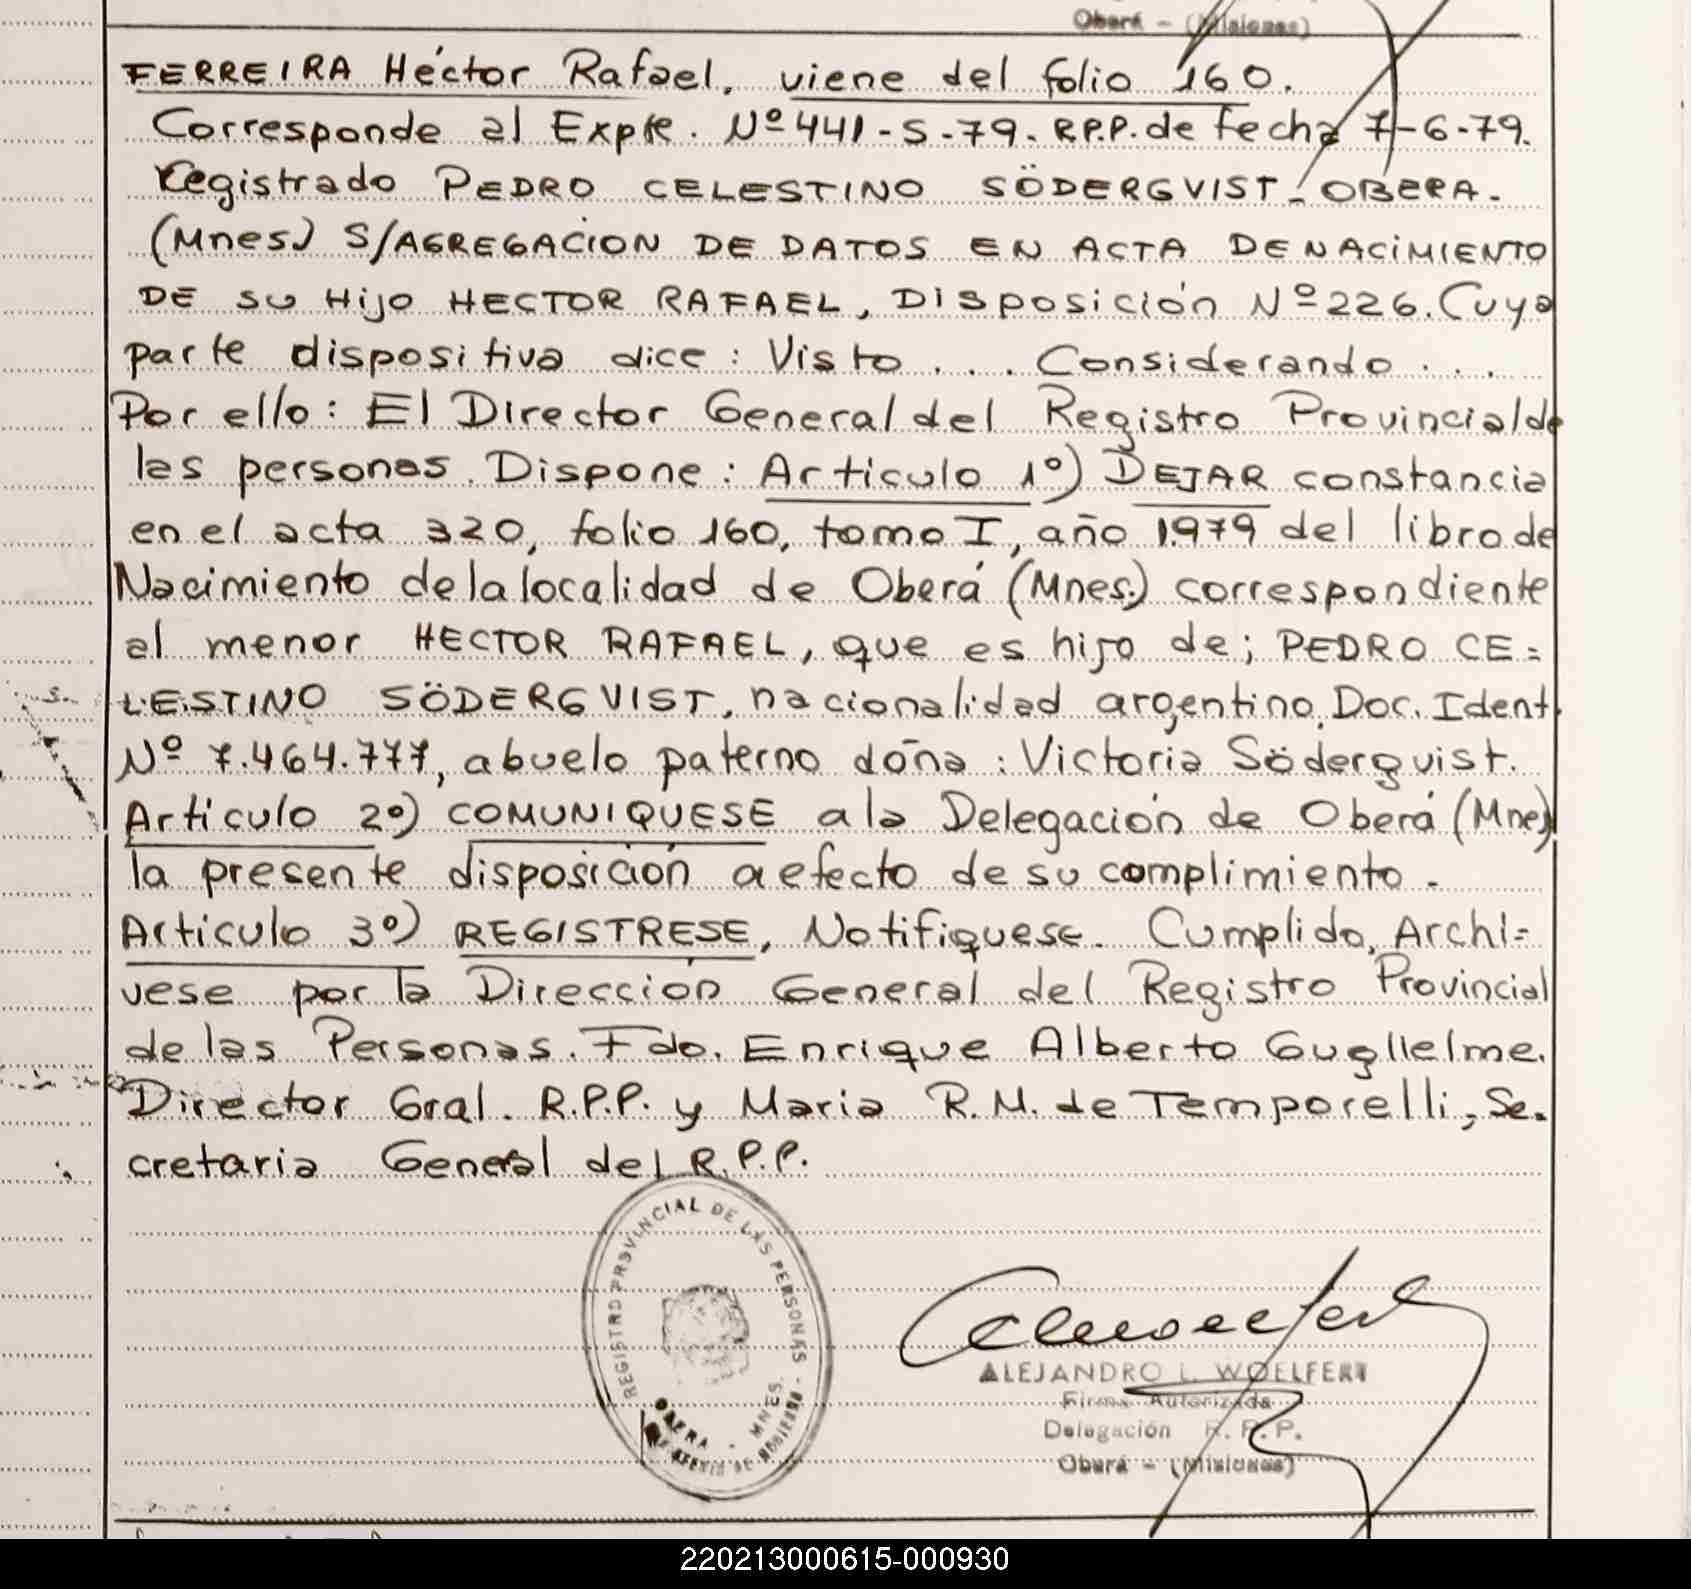 Oberá - (Misiones)
FERREIRA Héctor Rafael, viene del folio 160.
Corresponde al Expte. Nº 441-S-79. R.P.P. de fecha 7-6-79.
registrado PEDRO CELESTINO SÖDERGVIST - OBERA.
(Mnes) S/AGREGACION DE DATOS EN ACTA DE NACIMIENTO
DE SU HIJO HECTOR RAFAEL, DISPOSICIÓN Nº 226. Cuya
parte dispositiva dice: Visto . . . Considerando . . .
Por ello: El Director General del Registro Provincial de
las personas. Dispone: Articulo 1º) DEJAR constancia
en el acta 320, folio 160, tomo I, año 1979 del libro de
Nacimiento de la localidad de Oberá (Mnes.) correspondiente
al menor HECTOR RAFAEL, que es hijo de; PEDRO CE=
LESTINO SÖDERGVIST, nacionalidad argentino. Doc. Ident.
Nº 7.464.777, abuelo paterno doña: Victoria Söderquist.
Articulo 2º) COMUNIQUESE a la Delegación de Oberá (Mnes)
la presente disposición a efecto de su complimiento.
Articulo 3º) REGISTRESE, Notifiquese. Cumplido, Archi=
vese por la Dirección General del Registro Provincial
de las Personas. Fdo. Enrique Alberto Guglielme.
Director Gral. R.P.P. y Maria R.M. de Temporelli, Se.
cretaria General del R.P.P.
REGISTRO PROVINCIAL DE LAS PERSONAS -
OBERA - MNES.
ALEJANDRO L. WOELFERT
Firma Autorizada
Delegación R. P. P.
Oberá - (Misiones)
220213000615-000930